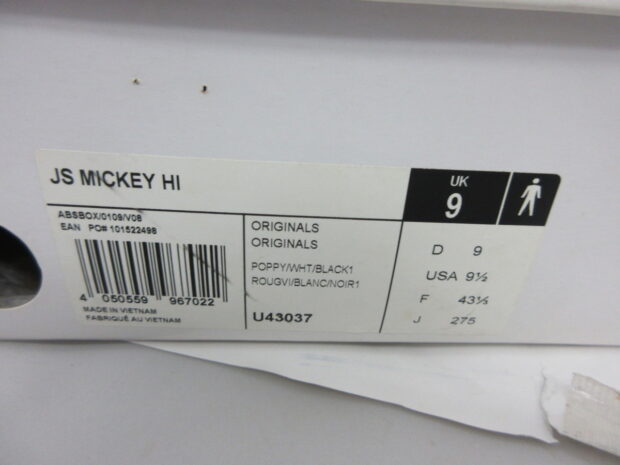 JS MICKEY HI
UK
9
ABSBOX/0109/V08
EAN PO# 101522498
4 050559 967022
MADE IN VIETNAM
FABRIQUÉ AU VIETNAM
ORIGINALS
ORIGINALS
POPPY/WHT/BLACK1
ROUGVI/BLANC/NOIR1
U43037
D 9
USA 9½
F 43⅓
J 275